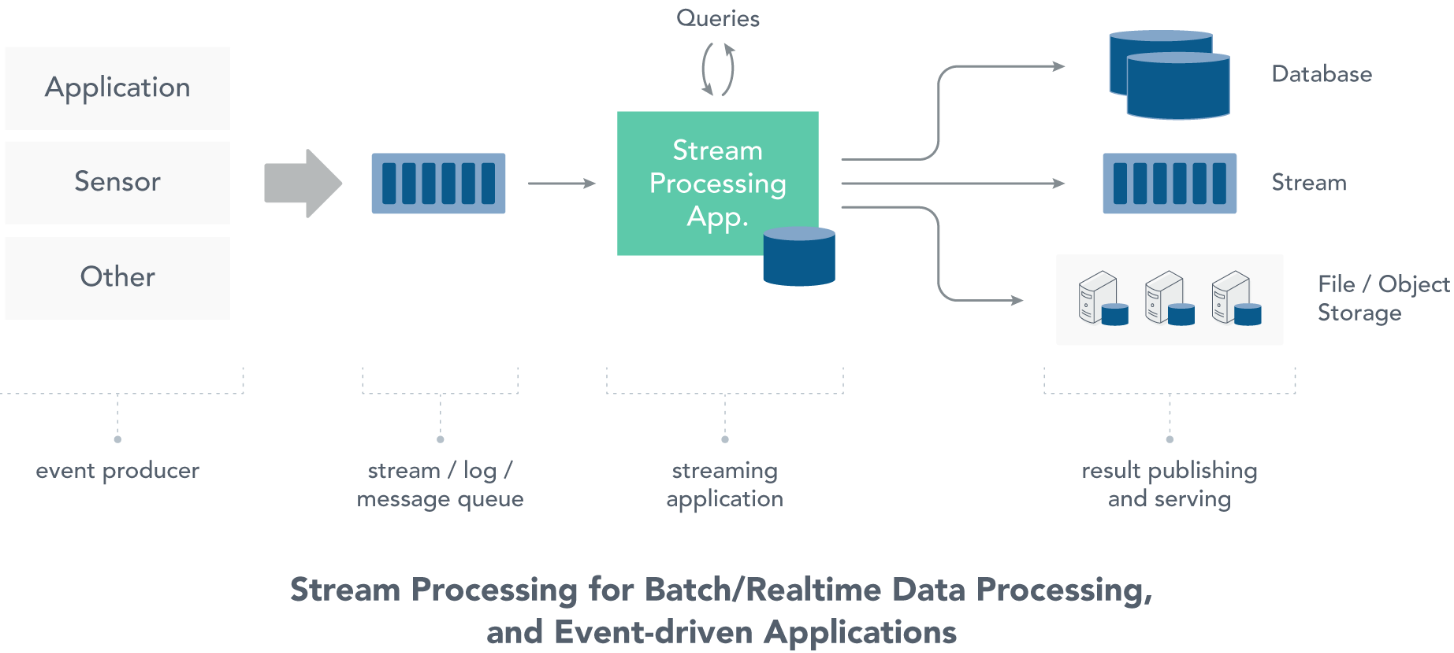 Queries
Application
Sensor
Other
Stream
Processing
App.
Database
Stream
File / Object
Storage
event producer
stream / log /
message queue
streaming
application
result publishing
and serving
Stream Processing for Batch/Realtime Data Processing,
and Event-driven Applications